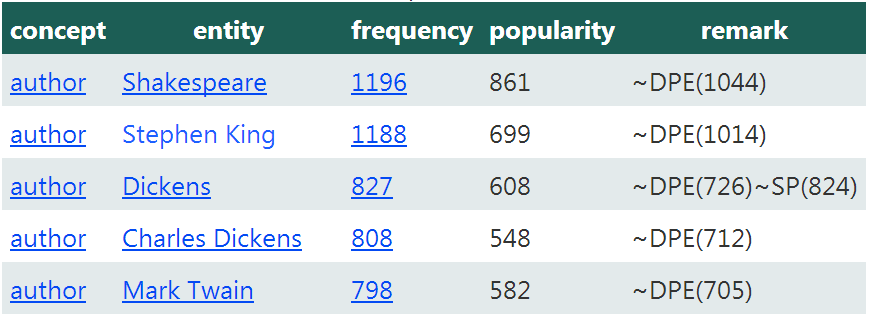 concept entity frequency popularity remark
author Shakespeare 1196 861 ~DPE(1044)
author Stephen King 1188 699 ~DPE(1014)
author Dickens 827 608 ~DPE(726)~SP(824)
author Charles Dickens 808 548 ~DPE(712)
author Mark Twain 798 582 ~DPE(705)